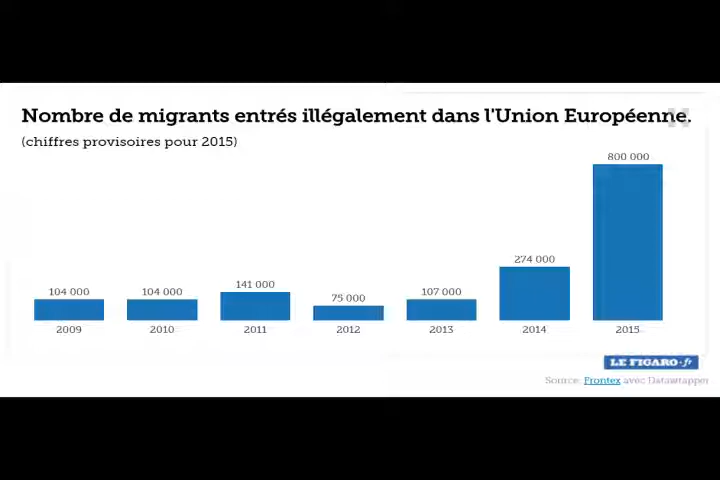 Nombre de migrants entrés illégalement dans l'Union Européenne.
(chiffres provisoires pour 2015)
800 000
274 000
141 000
104 000 104 000 75 000 107 000
2009 2010 2011 2012 2013 2014 2015
LE FIGARO·fr
Source: Frontex avec Datawrapper